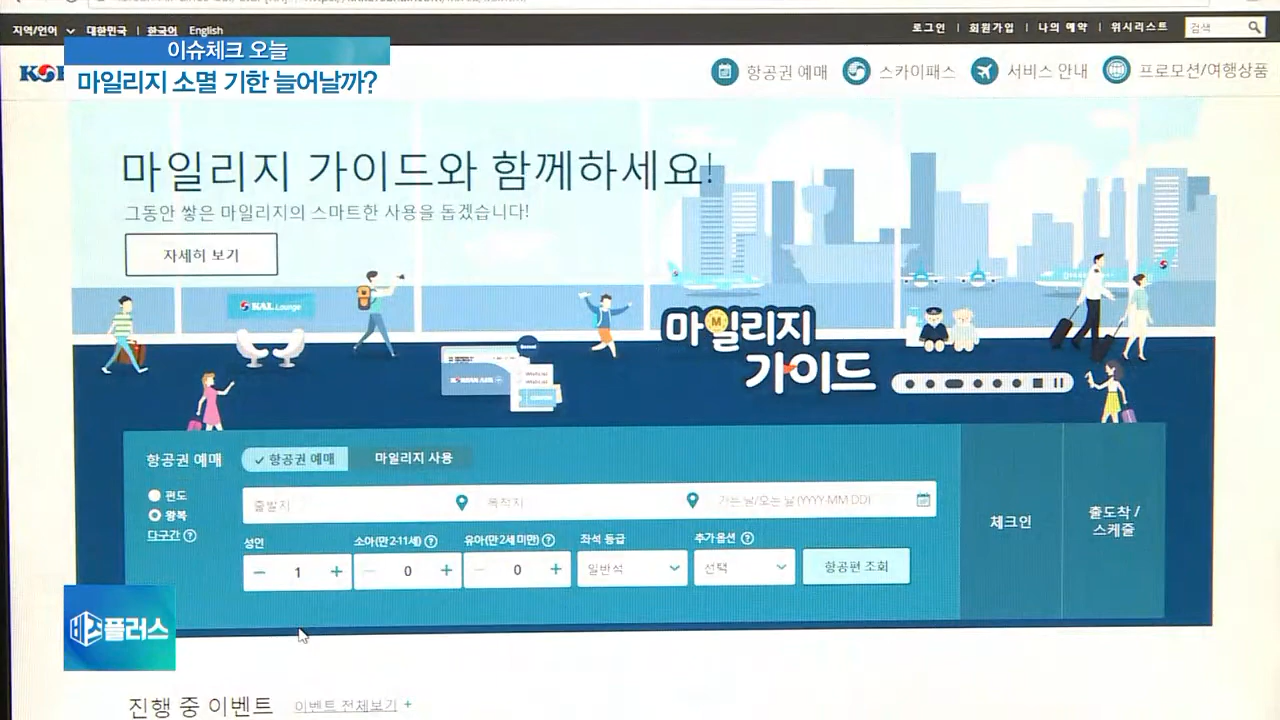 지역/언어 대한민국 한국어 English
로그인 회원가입 나의 예약 위시리스트 검색
이슈체크 오늘
마일리지 소멸 기한 늘어날까?
항공권 예매 스카이패스 서비스 안내 프로모션/여행상품
마일리지 가이드와 함께하세요!
그동안 쌓은 마일리지의 스마트한 사용을 돕겠습니다!
자세히 보기
KAL Lounge
KOREAN AIR
마일리지
가이드
항공권 예매 ✓ 항공권 예매 마일리지 사용
편도
왕복
다구간 ?
출발지 목적지 가는 날/오는 날 (YYYY-MM-DD)
성인 소아(만 2-11세) ? 유아(만 2세 미만) ? 좌석 등급 추가 옵션 ?
− 1 + − 0 + − 0 + 일반석 선택 항공편 조회
체크인
출도착 /
스케줄
비즈플러스
진행 중 이벤트 이벤트 전체보기 +